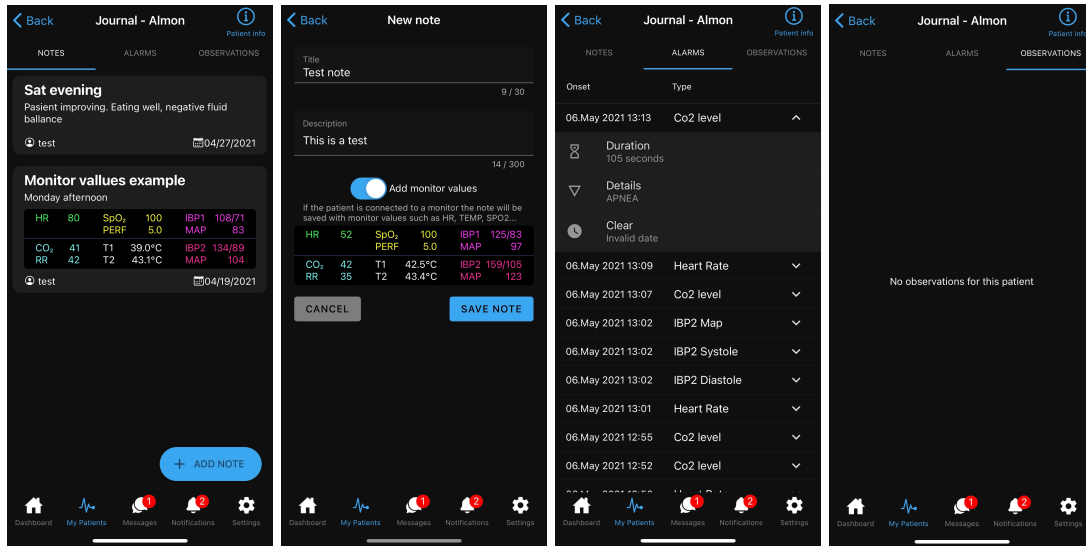 Back
Journal - Almon
Patient info
NOTES ALARMS OBSERVATIONS
Sat evening
Pasient improving. Eating well, negative fluid
ballance
test 04/27/2021
Monitor vallues example
Monday afternoon
HR 80 SpO₂ 100 IBP1 108/71
PERF 5.0 MAP 83
CO₂ 41 T1 39.0°C IBP2 134/89
RR 42 T2 43.1°C MAP 104
test 04/19/2021
+ ADD NOTE
1 2
Dashboard My Patients Messages Notifications Settings
Back
New note
Title
Test note
9 / 30
Description
This is a test
14 / 300
Add monitor values
If the patient is connected to a monitor the note will be
saved with monitor values such as HR, TEMP, SPO2...
HR 52 SpO₂ 100 IBP1 125/83
PERF 5.0 MAP 97
CO₂ 42 T1 42.5°C IBP2 159/105
RR 35 T2 43.4°C MAP 123
CANCEL SAVE NOTE
1 2
Dashboard My Patients Messages Notifications Settings
Back
Journal - Almon
Patient info
NOTES ALARMS OBSERVATIONS
Onset Type
06.May 2021 13:13 Co2 level
Duration
105 seconds
Details
APNEA
Clear
Invalid date
06.May 2021 13:09 Heart Rate
06.May 2021 13:07 Co2 level
06.May 2021 13:02 IBP2 Map
06.May 2021 13:02 IBP2 Systole
06.May 2021 13:02 IBP2 Diastole
06.May 2021 13:01 Heart Rate
06.May 2021 12:55 Co2 level
06.May 2021 12:52 Co2 level
1 2
Dashboard My Patients Messages Notifications Settings
Back
Journal - Almon
Patient info
NOTES ALARMS OBSERVATIONS
No observations for this patient
1 2
Dashboard My Patients Messages Notifications Settings